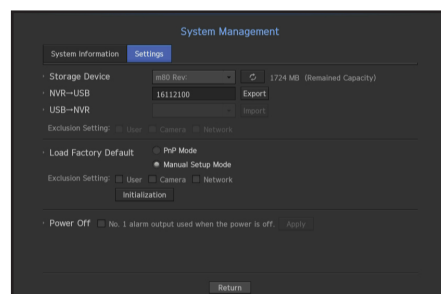 System Management
System Information Settings
· Storage Device m80 Rev: 1724 MB (Remained Capacity)
· NVR→USB 16112100 Export
· USB→NVR Import
Exclusion Setting: User Camera Network
· Load Factory Default PnP Mode
Manual Setup Mode
Exclusion Setting: User Camera Network
Initialization
· Power Off No. 1 alarm output used when the power is off. Apply
Return